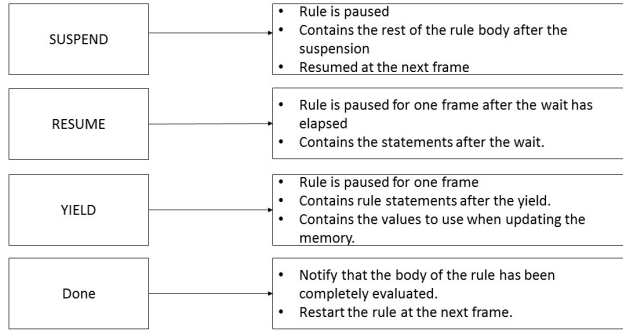 SUSPEND
• Rule is paused
• Contains the rest of the rule body after the
suspension
• Resumed at the next frame
RESUME
• Rule is paused for one frame after the wait has
elapsed
• Contains the statements after the wait.
YIELD
• Rule is paused for one frame
• Contains rule statements after the yield.
• Contains the values to use when updating the
memory.
Done
• Notify that the body of the rule has been
completely evaluated.
• Restart the rule at the next frame.